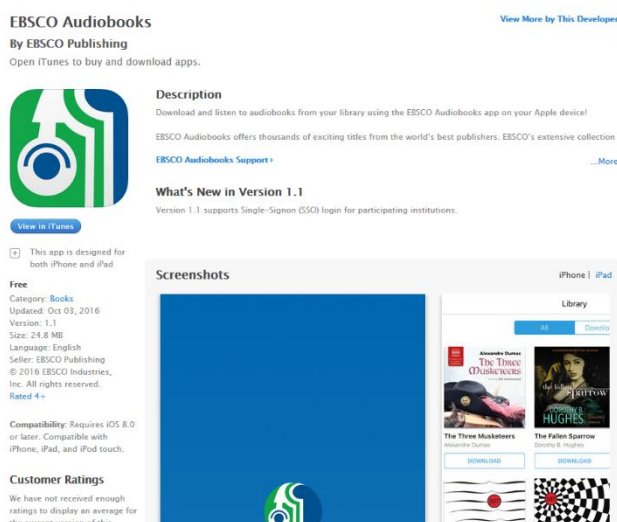 EBSCO Audiobooks
View More by This Developer
By EBSCO Publishing
Open iTunes to buy and download apps.
Description
Download and listen to audiobooks from your library using the EBSCO Audiobooks app on your Apple device!
EBSCO Audiobooks offers thousands of exciting titles from the world's best publishers. EBSCO's extensive collection
EBSCO Audiobooks Support ›
...More
What's New in Version 1.1
Version 1.1 supports Single-Signon (SSO) login for participating institutions.
View in iTunes
+ This app is designed for
both iPhone and iPad
Free
Category: Books
Updated: Oct 03, 2016
Version: 1.1
Size: 24.8 MB
Language: English
Seller: EBSCO Publishing
© 2016 EBSCO Industries,
Inc. All rights reserved.
Rated 4+
Compatibility: Requires iOS 8.0
or later. Compatible with
iPhone, iPad, and iPod touch.
Customer Ratings
We have not received enough
ratings to display an average for
the current version of this
Screenshots
iPhone | iPad
Library
All
Downlo
Alexandre Dumas
The Three
Musketeers
the fallen
sparrow
DOROTHY B.
HUGHES
The Three Musketeers
Alexandre Dumas
DOWNLOAD
The Fallen Sparrow
Dorothy B. Hughes
DOWNLOAD